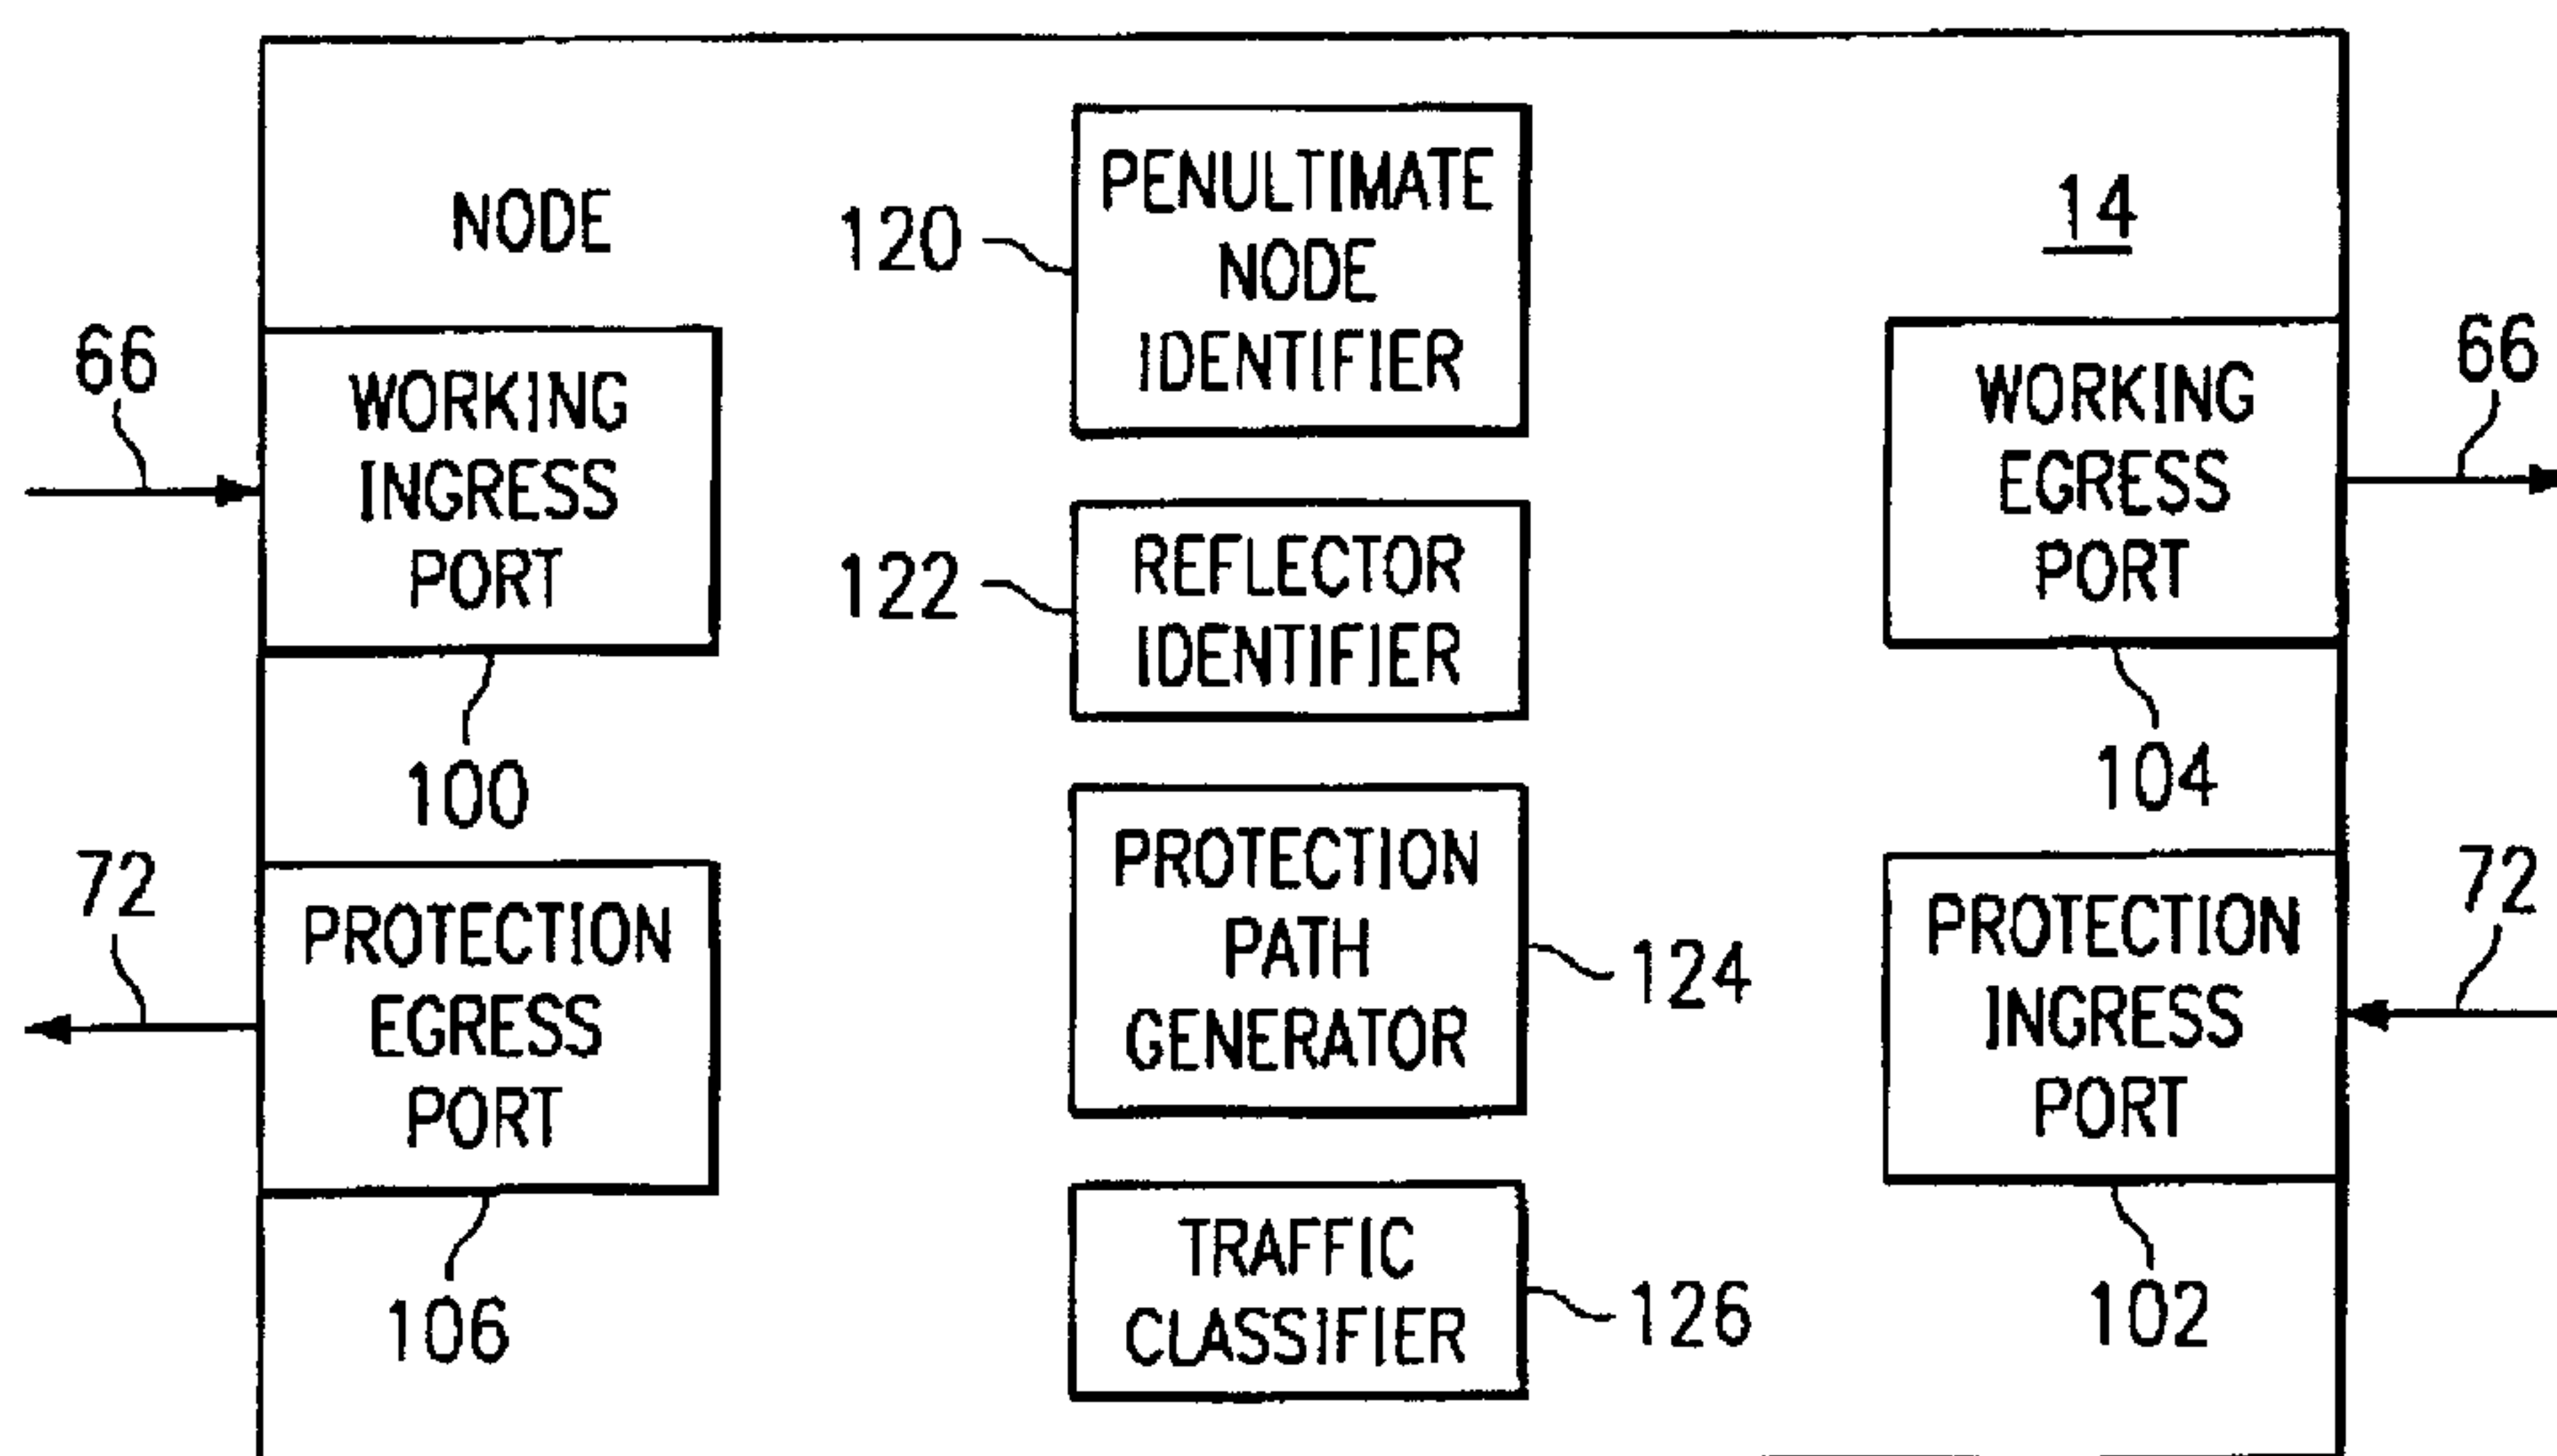 NODE
14
PENULTIMATE
NODE
IDENTIFIER
120
66
WORKING
INGRESS
PORT
100
REFLECTOR
IDENTIFIER
122
66
WORKING
EGRESS
PORT
104
72
PROTECTION
EGRESS
PORT
106
PROTECTION
PATH
GENERATOR
124
72
PROTECTION
INGRESS
PORT
102
TRAFFIC
CLASSIFIER
126